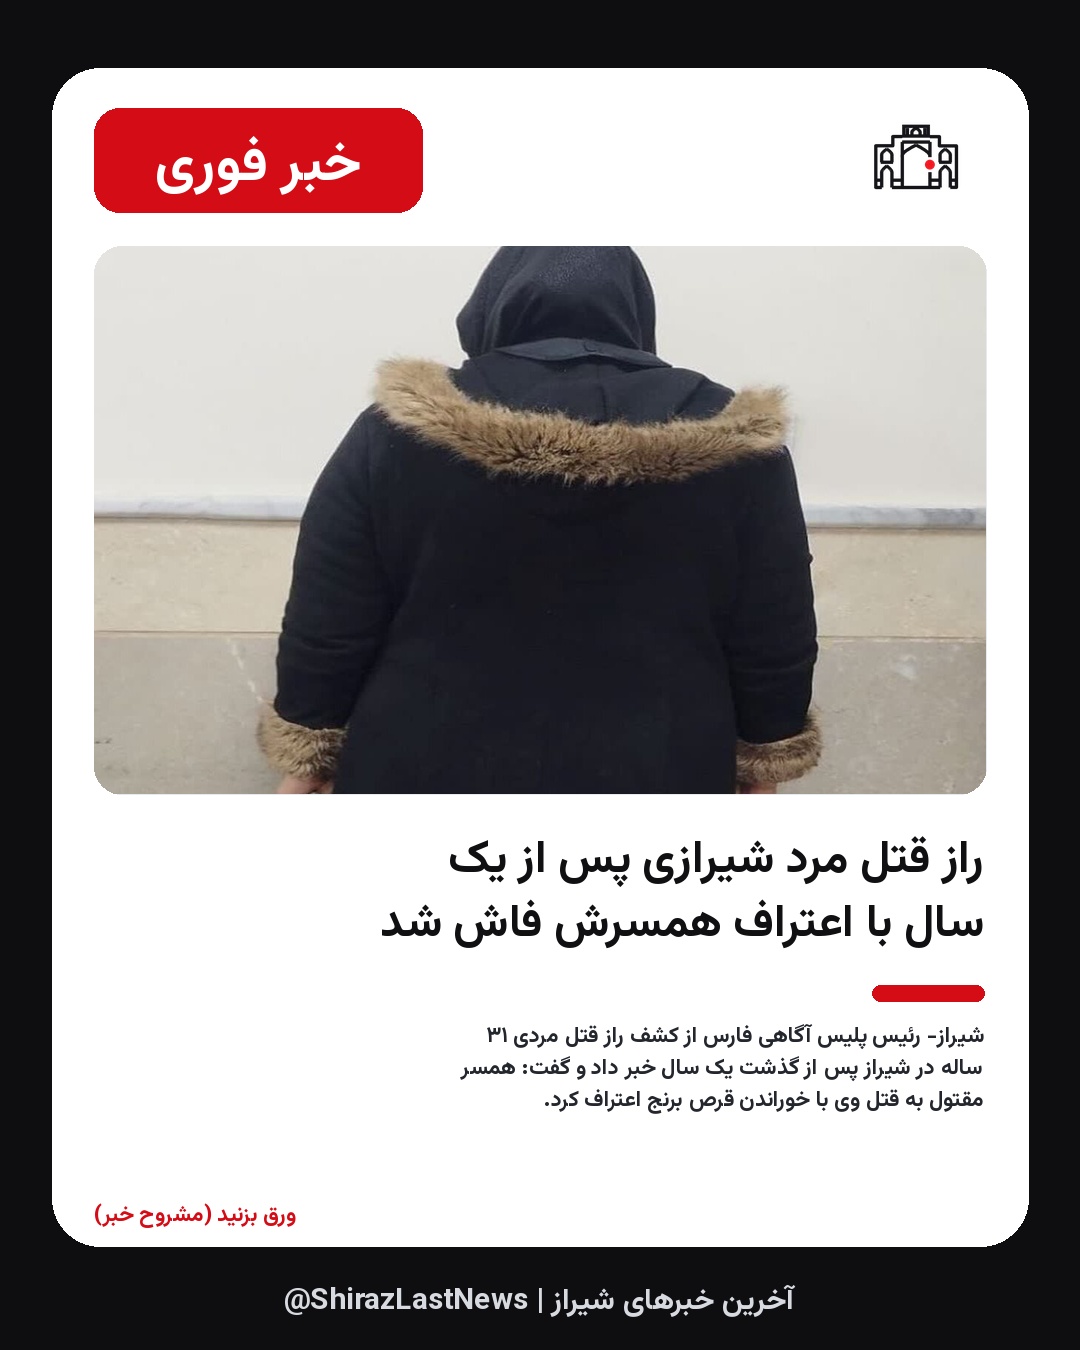 خبر فوری
راز قتل مرد شیرازی پس از یک
سال با اعتراف همسرش فاش شد
شیراز- رئیس پلیس آگاهی فارس از کشف راز قتل مردی ۳۱
ساله در شیراز پس از گذشت یک سال خبر داد و گفت: همسر
مقتول به قتل وی با خوراندن قرص برنج اعتراف کرد.
ورق بزنید (مشروح خبر)
آخرین خبرهای شیراز | @ShirazLastNews